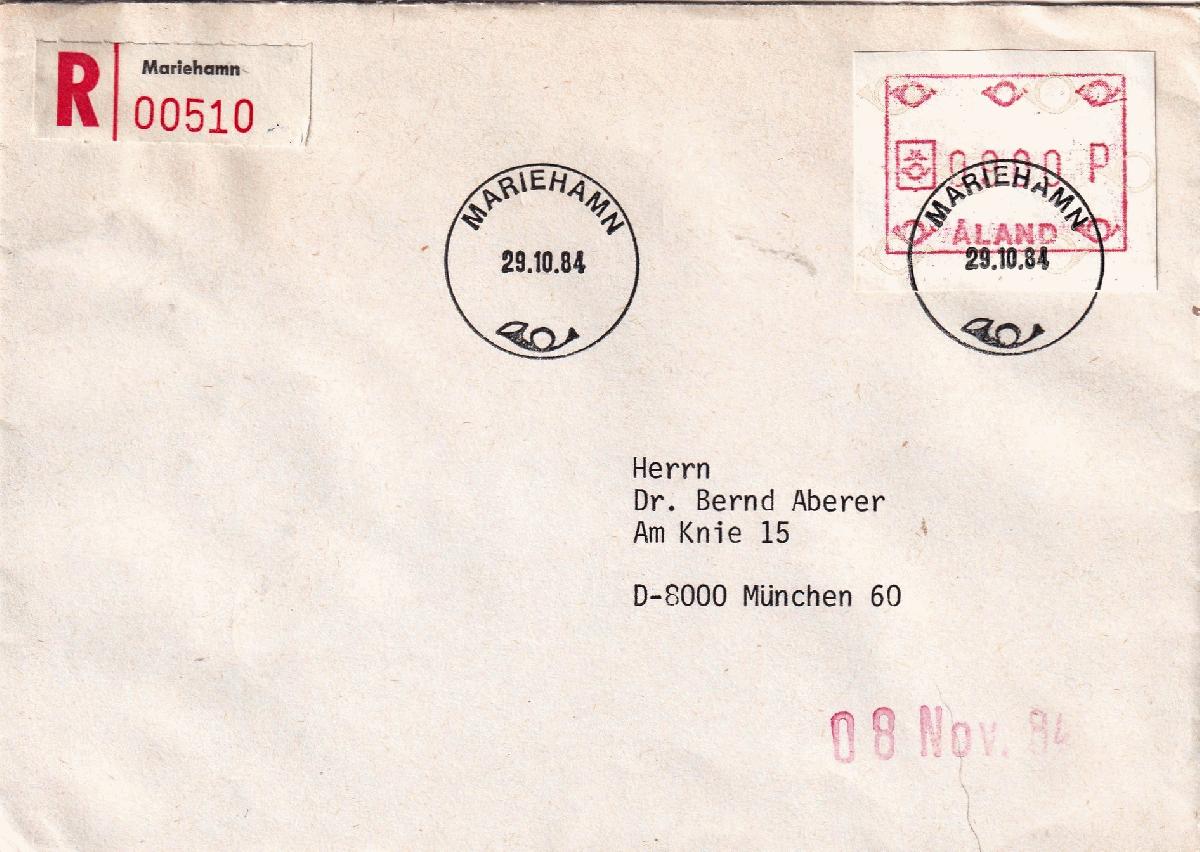 R
Mariehamn
00510
P
ÅLAND
MARIEHAMN
29.10.84
MARIEHAMN
29.10.84
Herrn
Dr. Bernd Aberer
Am Knie 15
D-8000 München 60
08 Nov. 84